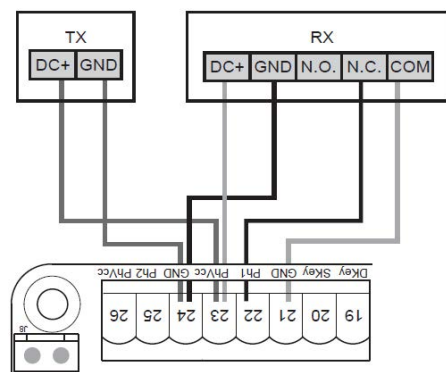 TX
RX
DC+ GND
DC+ GND N.O. N.C. COM
PhVcc Ph2 GND PhVcc Ph1 GND SKey DKey
26 25 24 23 22 21 20 19
J8